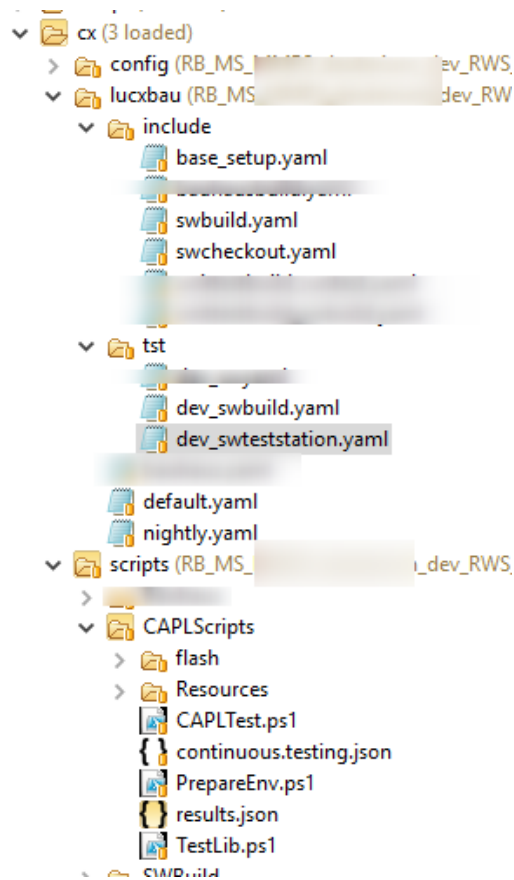 cx (3 loaded)
config (RB_MS_ ev_RWS_
lucxbau (RB_MS_ dev_RW
include
base_setup.yaml
swbuild.yaml
swcheckout.yaml
tst
dev_swbuild.yaml
dev_swteststation.yaml
default.yaml
nightly.yaml
scripts (RB_MS_ _dev_RWS_
CAPLScripts
flash
Resources
CAPLTest.ps1
continuous.testing.json
PrepareEnv.ps1
results.json
TestLib.ps1
SWBuild